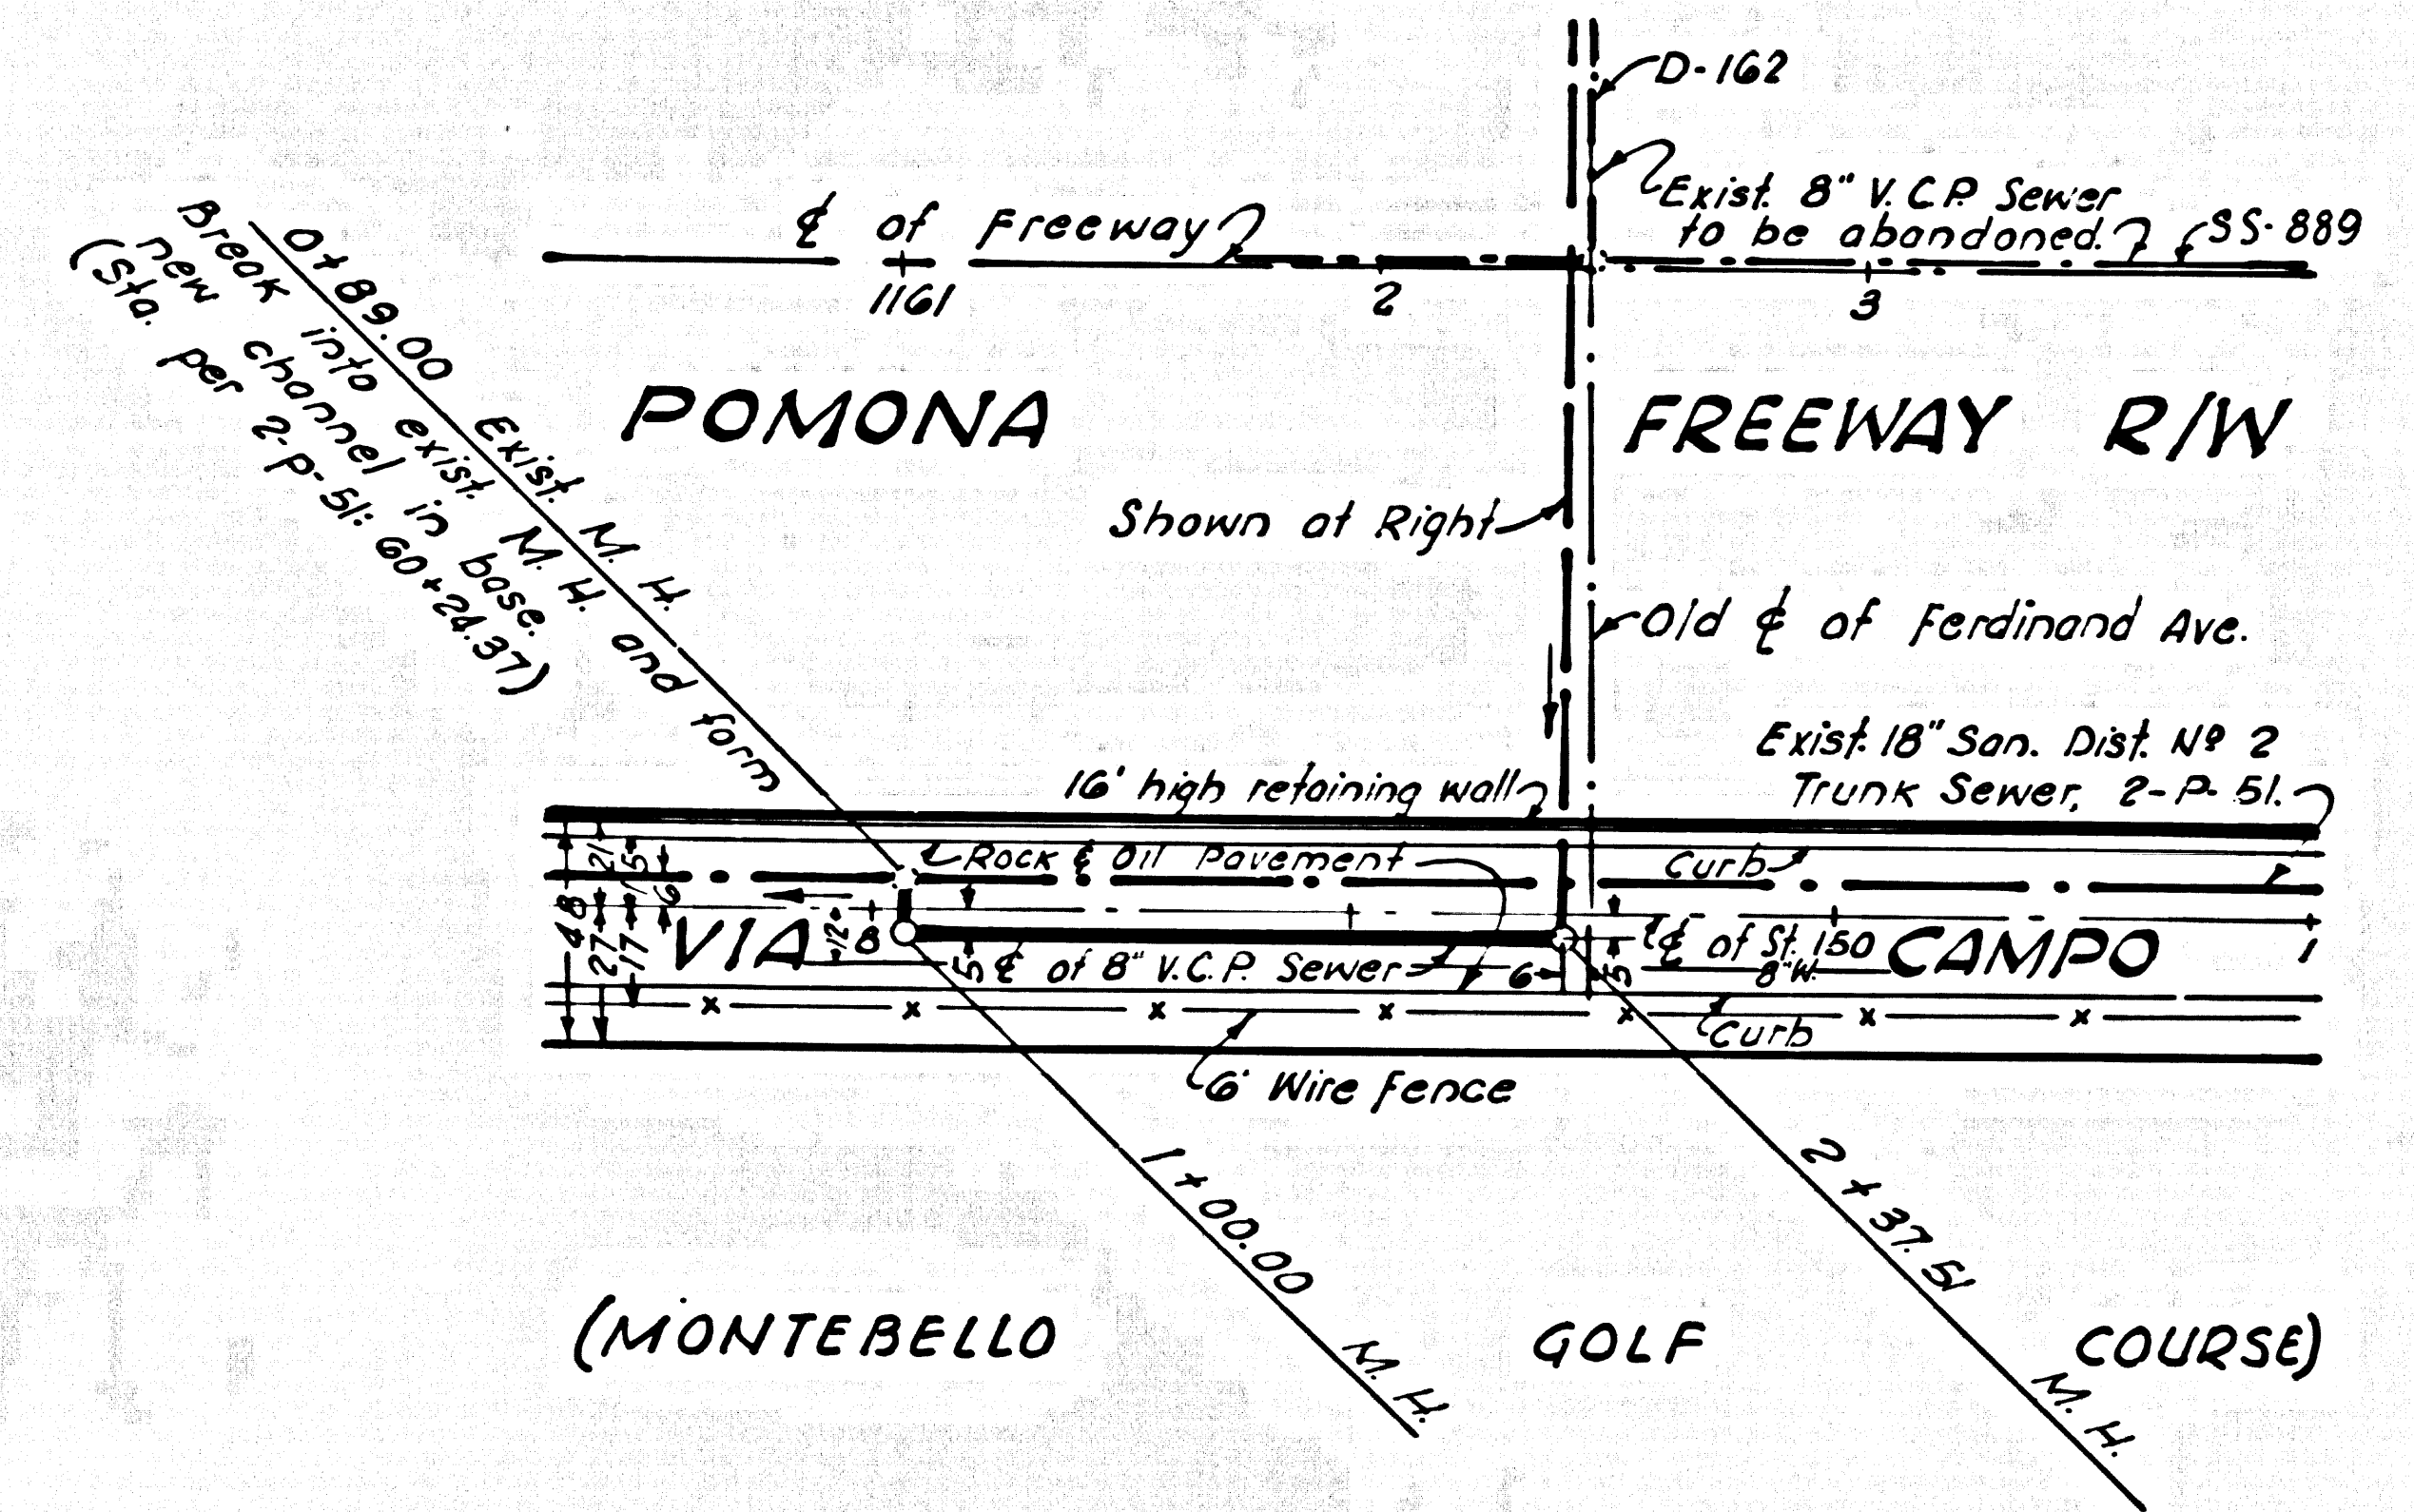 D-162
Exist. 8" V.C.P. Sewer
to be abandoned.
SS-889
℄ of Freeway
1161
2
3
0+89.00 Exist. M.H.
Break into exist. M.H. and form
new channel in base.
(Sta. per 2-P-51: 60+24.37)
POMONA FREEWAY R/W
Shown at Right
Old ℄ of Ferdinand Ave.
Exist. 18" San. Dist. Nº 2
Trunk Sewer, 2-P-51.
16' high retaining wall
Rock & Oil Pavement
Curb
48
21
27
15
17
6
VIA
12"
8
5
℄ of 8" V.C.P. Sewer
6
5
℄ of St. 150
8"W.
CAMPO
1
Curb
6' Wire Fence
1+00.00 M.H.
2+37.51 M.H.
(MONTEBELLO GOLF COURSE)